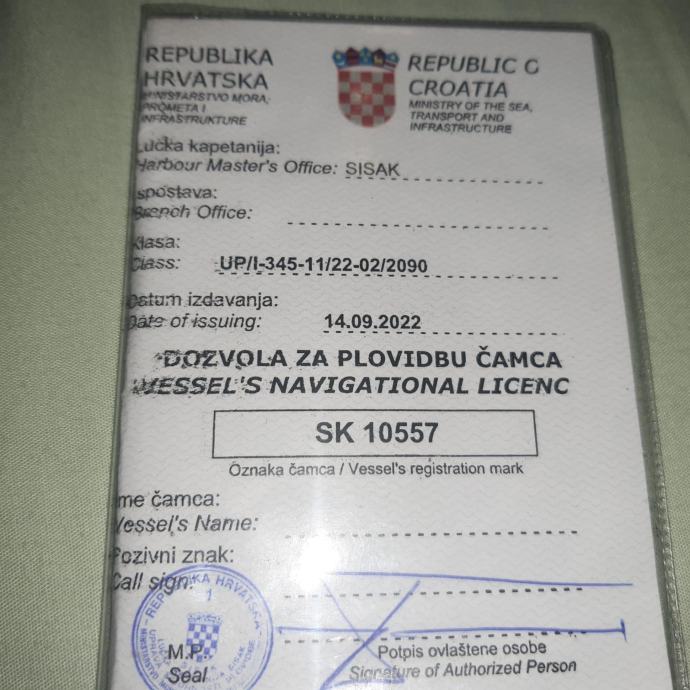 REPUBLIKA
HRVATSKA
MINISTARSTVO MORA,
PROMETA I
INFRASTRUKTURE
REPUBLIC O
CROATIA
MINISTRY OF THE SEA,
TRANSPORT AND
INFRASTRUCTURE
Lučka kapetanija:
Harbour Master's Office: SISAK
spostava:
Branch Office:
Klasa:
Class: UP/I-345-11/22-02/2090
Datum izdavanja:
Date of issuing: 14.09.2022
DOZVOLA ZA PLOVIDBU ČAMCA
VESSEL'S NAVIGATIONAL LICENC
SK 10557
Oznaka čamca / Vessel's registration mark
me čamca:
Vessel's Name:
Pozivni znak:
Call sign:
REPUBLIKA HRVATSKA
1
M.P.
Seal
Potpis ovlaštene osobe
Signature of Authorized Person